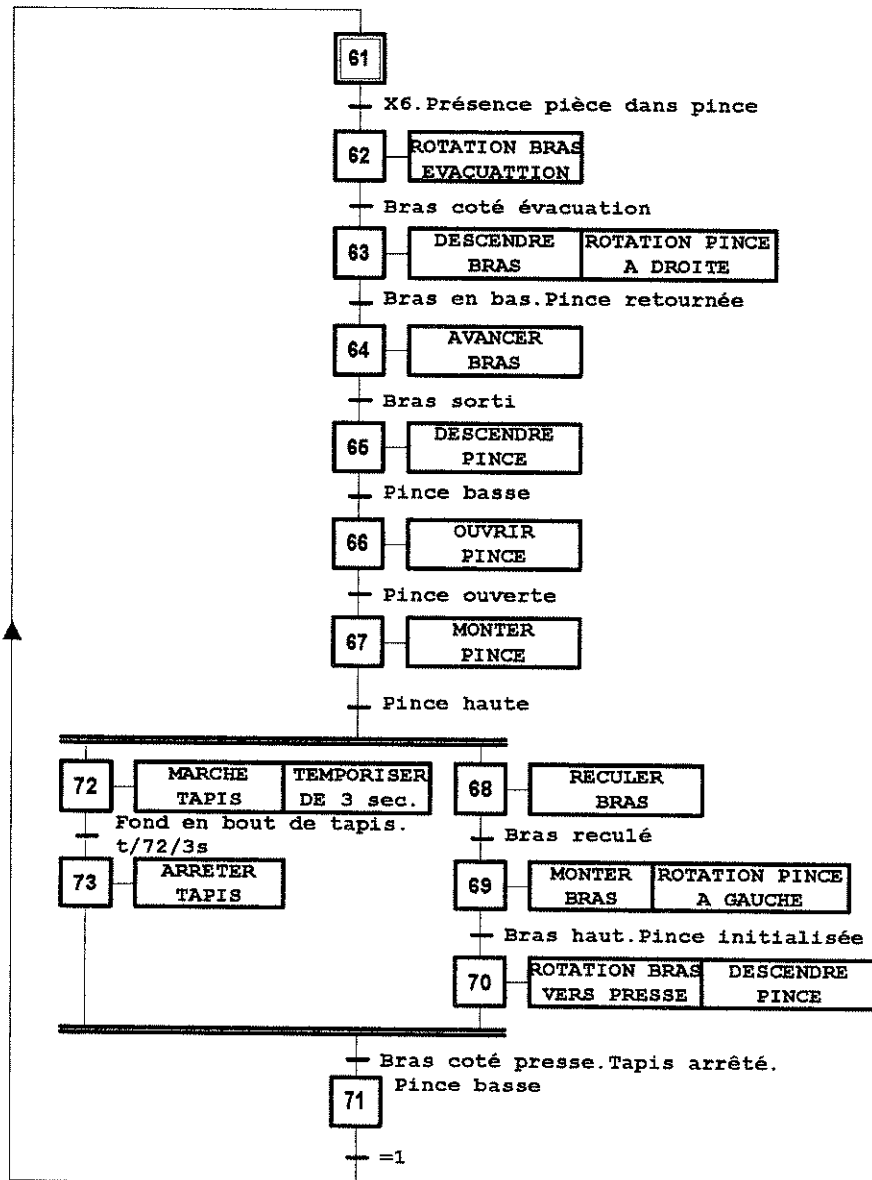 61
X6.Présence pièce dans pince
62
ROTATION BRAS
EVACUATTION
Bras coté évacuation
63
DESCENDRE
BRAS
ROTATION PINCE
A DROITE
Bras en bas.Pince retournée
64
AVANCER
BRAS
Bras sorti
65
DESCENDRE
PINCE
Pince basse
66
OUVRIR
PINCE
Pince ouverte
67
MONTER
PINCE
Pince haute
72
MARCHE
TAPIS
TEMPORISER
DE 3 sec.
Fond en bout de tapis.
t/72/3s
73
ARRETER
TAPIS
68
RECULER
BRAS
Bras reculé
69
MONTER
BRAS
ROTATION PINCE
A GAUCHE
Bras haut.Pince initialisée
70
ROTATION BRAS
VERS PRESSE
DESCENDRE
PINCE
Bras coté presse.Tapis arrêté.
Pince basse
71
=1